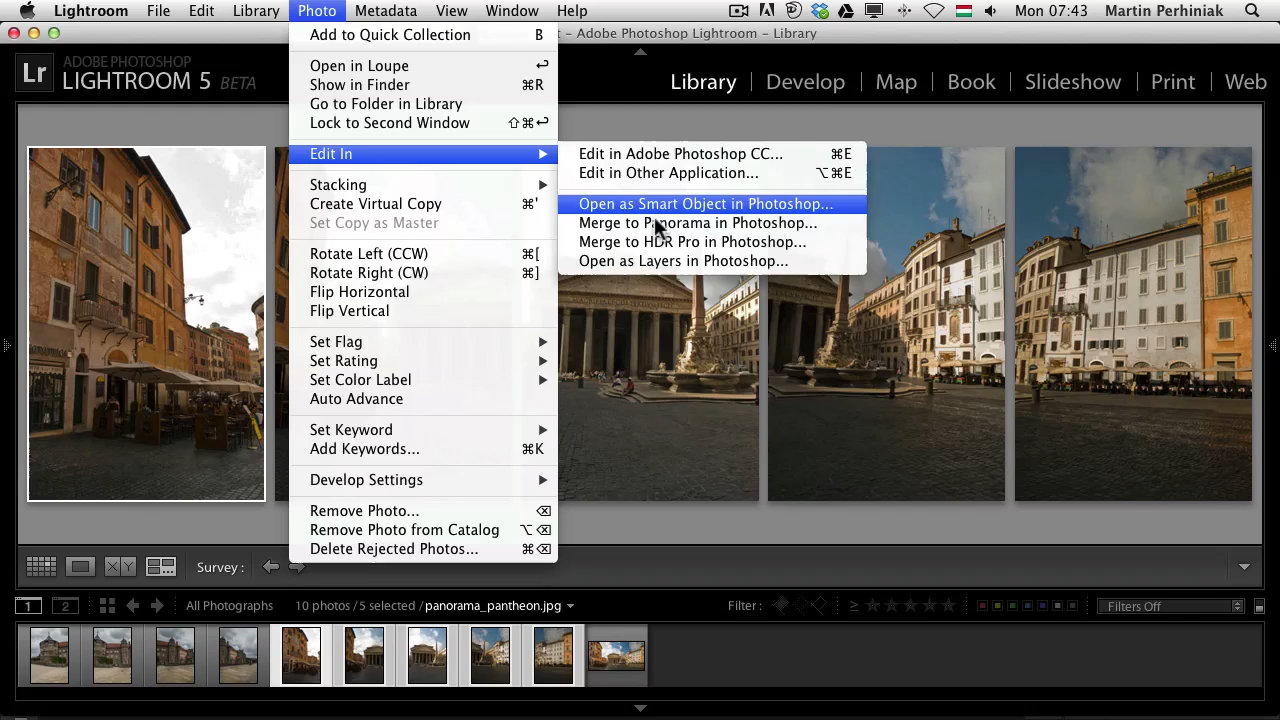 Lightroom File Edit Library Photo Metadata View Window Help Mon 07:43 Martin Perhiniak
- Adobe Photoshop Lightroom – Library
Lr ADOBE PHOTOSHOP
LIGHTROOM 5 BETA
Library Develop Map Book Slideshow Print Web
Add to Quick Collection B
Open in Loupe ↩
Show in Finder ⌘R
Go to Folder in Library
Lock to Second Window ⇧⌘↩
Edit In
Stacking
Create Virtual Copy ⌘'
Set Copy as Master
Rotate Left (CCW) ⌘[
Rotate Right (CW) ⌘]
Flip Horizontal
Flip Vertical
Set Flag
Set Rating
Set Color Label
Auto Advance
Set Keyword
Add Keywords... ⌘K
Develop Settings
Remove Photo... ⌫
Remove Photo from Catalog ⌥⌫
Delete Rejected Photos... ⌘⌫
Edit in Adobe Photoshop CC... ⌘E
Edit in Other Application... ⌥⌘E
Open as Smart Object in Photoshop...
Merge to Panorama in Photoshop...
Merge to HDR Pro in Photoshop...
Open as Layers in Photoshop...
XY Survey :
1 2 All Photographs 10 photos / 5 selected / panorama_pantheon.jpg Filter : ≥ ★★★★★ Filters Off